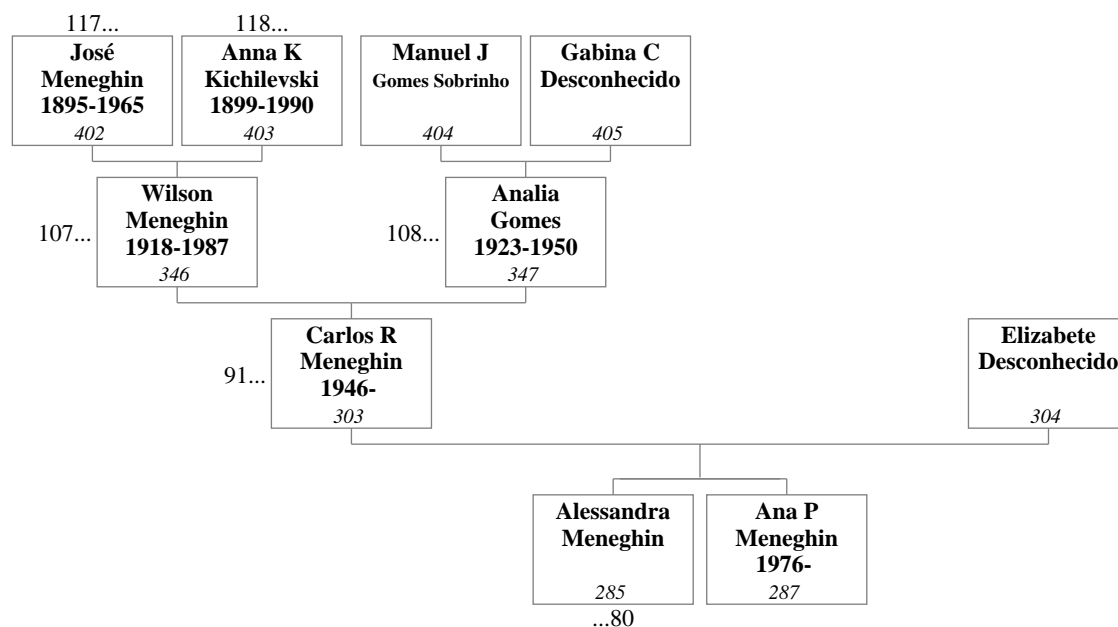 117...
118...
José
Meneghin
1895-1965
402
Anna K
Kichilevski
1899-1990
403
Manuel J
Gomes Sobrinho
404
Gabina C
Desconhecido
405
107...
Wilson
Meneghin
1918-1987
346
108...
Analia
Gomes
1923-1950
347
91...
Carlos R
Meneghin
1946-
303
Elizabete
Desconhecido
304
Alessandra
Meneghin
285
Ana P
Meneghin
1976-
287
...80